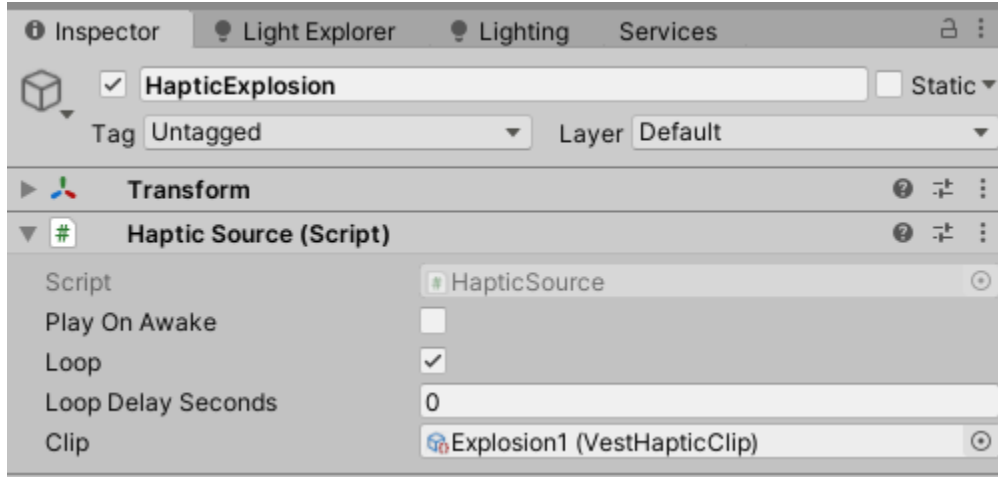 Inspector Light Explorer Lighting Services
HapticExplosion Static
Tag Untagged Layer Default
Transform
# Haptic Source (Script)
Script # HapticSource
Play On Awake
Loop
Loop Delay Seconds 0
Clip Explosion1 (VestHapticClip)